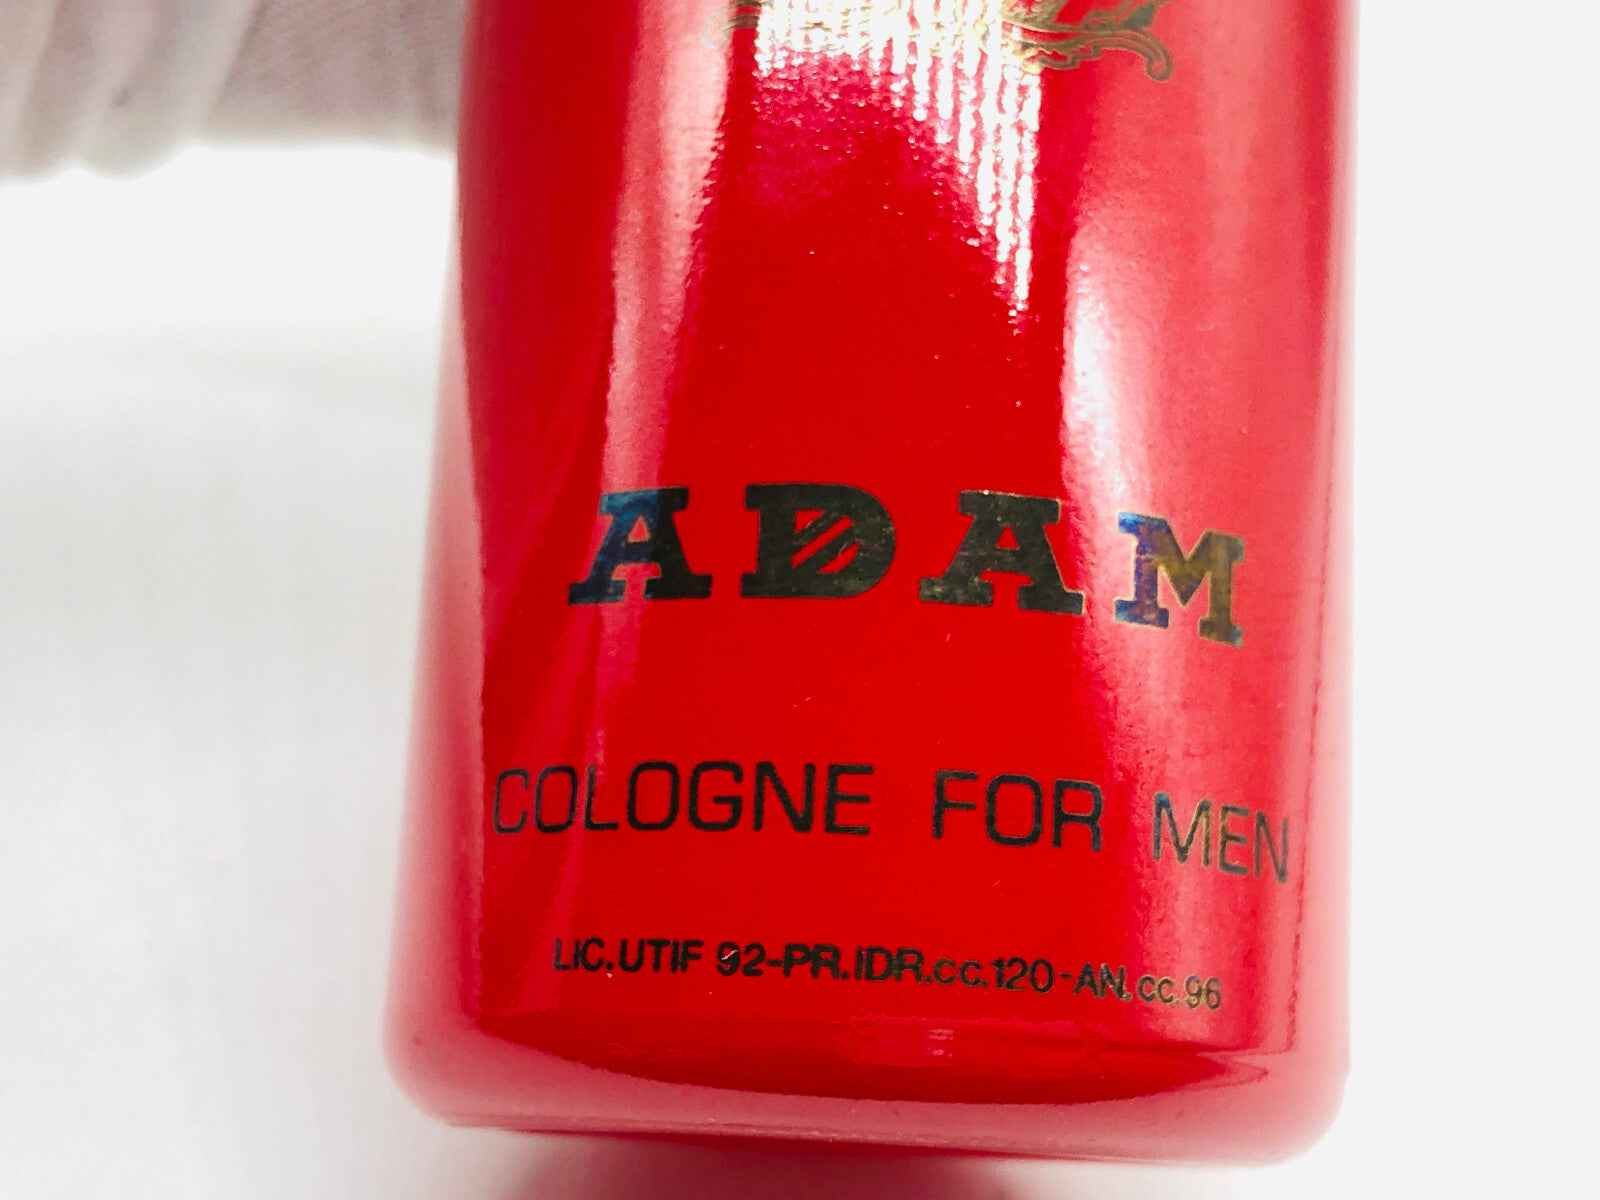 ADAM
COLOGNE FOR MEN
LIC.UTIF 92-PR.IDR.cc.120-AN.cc.96